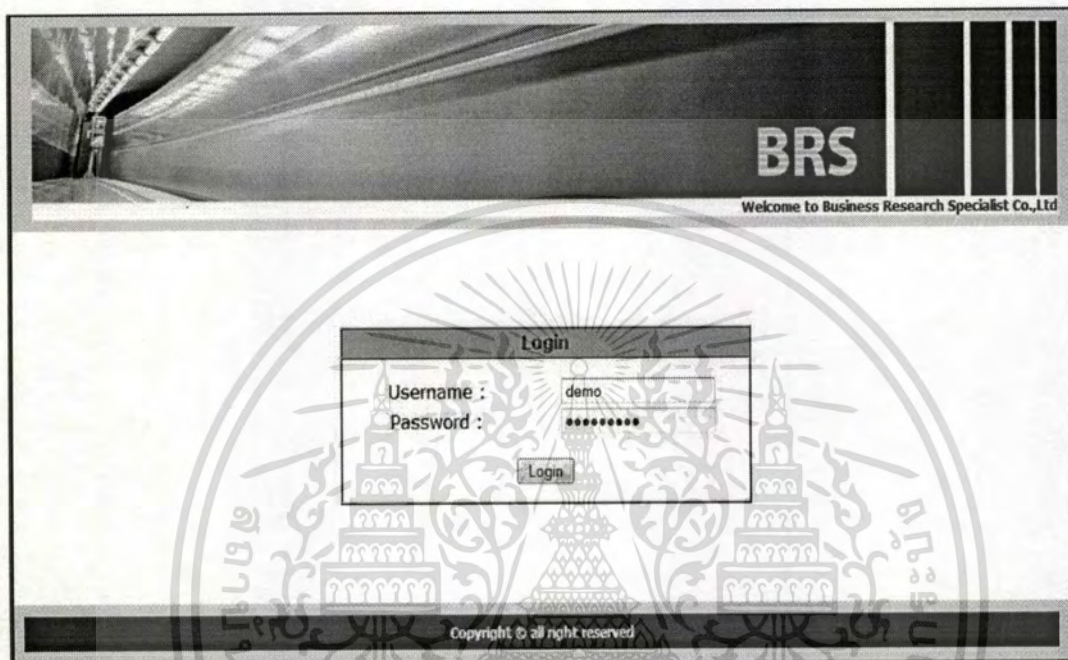 BRS
Welcome to Business Research Specialist Co.,Ltd
Login
Username :
demo
Password :
•••••••••
Login
Copyright © all right reserved